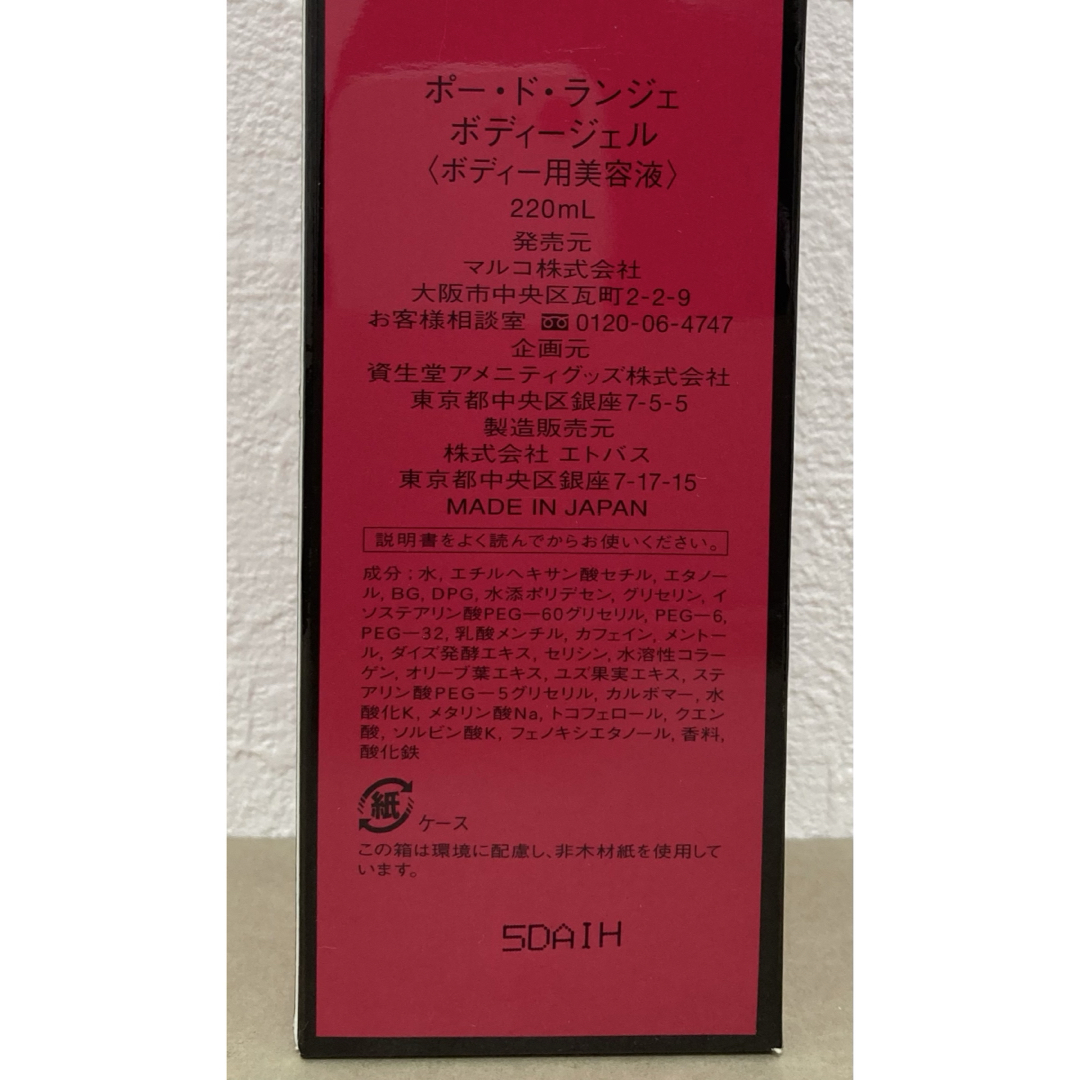 ポー・ド・ランジェ
ボディージェル
〈ボディー用美容液〉
220mL
発売元
マルコ株式会社
大阪市中央区瓦町2-2-9
お客様相談室 0120-06-4747
企画元
資生堂アメニティグッズ株式会社
東京都中央区銀座7-5-5
製造販売元
株式会社 エトバス
東京都中央区銀座7-17-15
MADE IN JAPAN
説明書をよく読んでからお使いください。
成分 : 水, エチルヘキサン酸セチル, エタノー
ル, BG, DPG, 水添ポリデセン, グリセリン, イ
ソステアリン酸PEG－60グリセリル, PEG－6,
PEG－32, 乳酸メンチル, カフェイン, メントー
ル, ダイズ発酵エキス, セリシン, 水溶性コラー
ゲン, オリーブ葉エキス, ユズ果実エキス, ステ
アリン酸PEG－5グリセリル, カルボマー, 水
酸化K, メタリン酸Na, トコフェロール, クエン
酸, ソルビン酸K, フェノキシエタノール, 香料,
酸化鉄
紙 ケース
この箱は環境に配慮し、非木材紙を使用して
います。
5DAIH